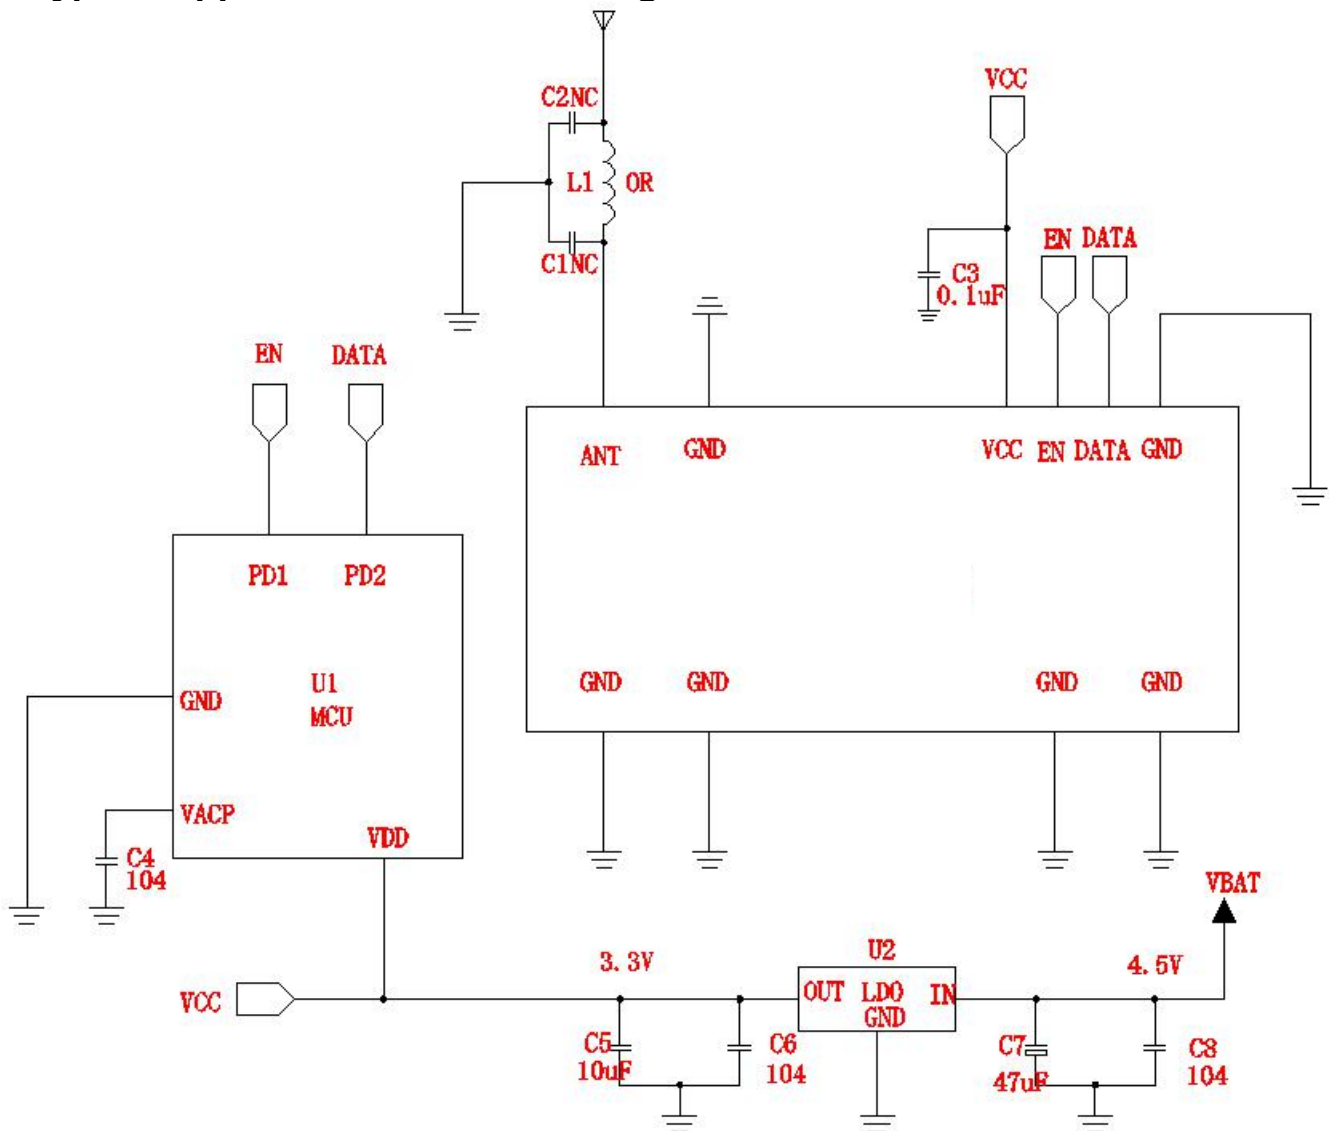 C2NC
L1 OR
C1NC
VCC
C3
0.1uF
EN DATA
EN DATA
ANT GND VCC EN DATA GND
PD1 PD2
U1
MCU
GND
VACP
VDD
GND GND GND GND
C4
104
VBAT
3.3V
U2
4.5V
VCC
OUT LDO IN
GND
C5
10uF
C6
104
C7
47uF
C8
104